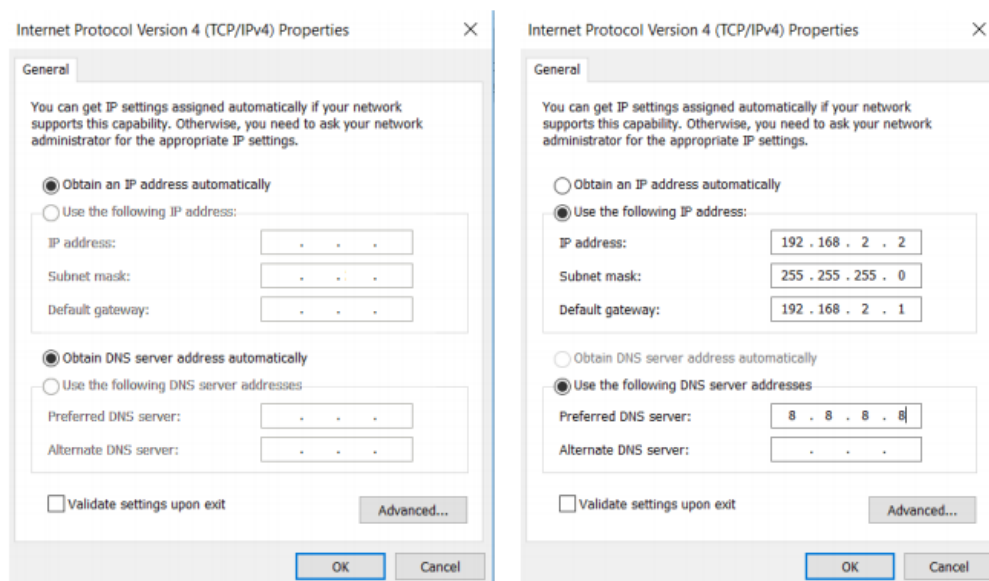 Internet Protocol Version 4 (TCP/IPv4) Properties
General
You can get IP settings assigned automatically if your network
supports this capability. Otherwise, you need to ask your network
administrator for the appropriate IP settings.
Obtain an IP address automatically
Use the following IP address:
IP address: . . .
Subnet mask: . . .
Default gateway: . . .
Obtain DNS server address automatically
Use the following DNS server addresses
Preferred DNS server: . . .
Alternate DNS server: . . .
Validate settings upon exit
Advanced...
OK Cancel
Internet Protocol Version 4 (TCP/IPv4) Properties
General
You can get IP settings assigned automatically if your network
supports this capability. Otherwise, you need to ask your network
administrator for the appropriate IP settings.
Obtain an IP address automatically
Use the following IP address:
IP address: 192 . 168 . 2 . 2
Subnet mask: 255 . 255 . 255 . 0
Default gateway: 192 . 168 . 2 . 1
Obtain DNS server address automatically
Use the following DNS server addresses
Preferred DNS server: 8 . 8 . 8 . 8
Alternate DNS server: . . .
Validate settings upon exit
Advanced...
OK Cancel